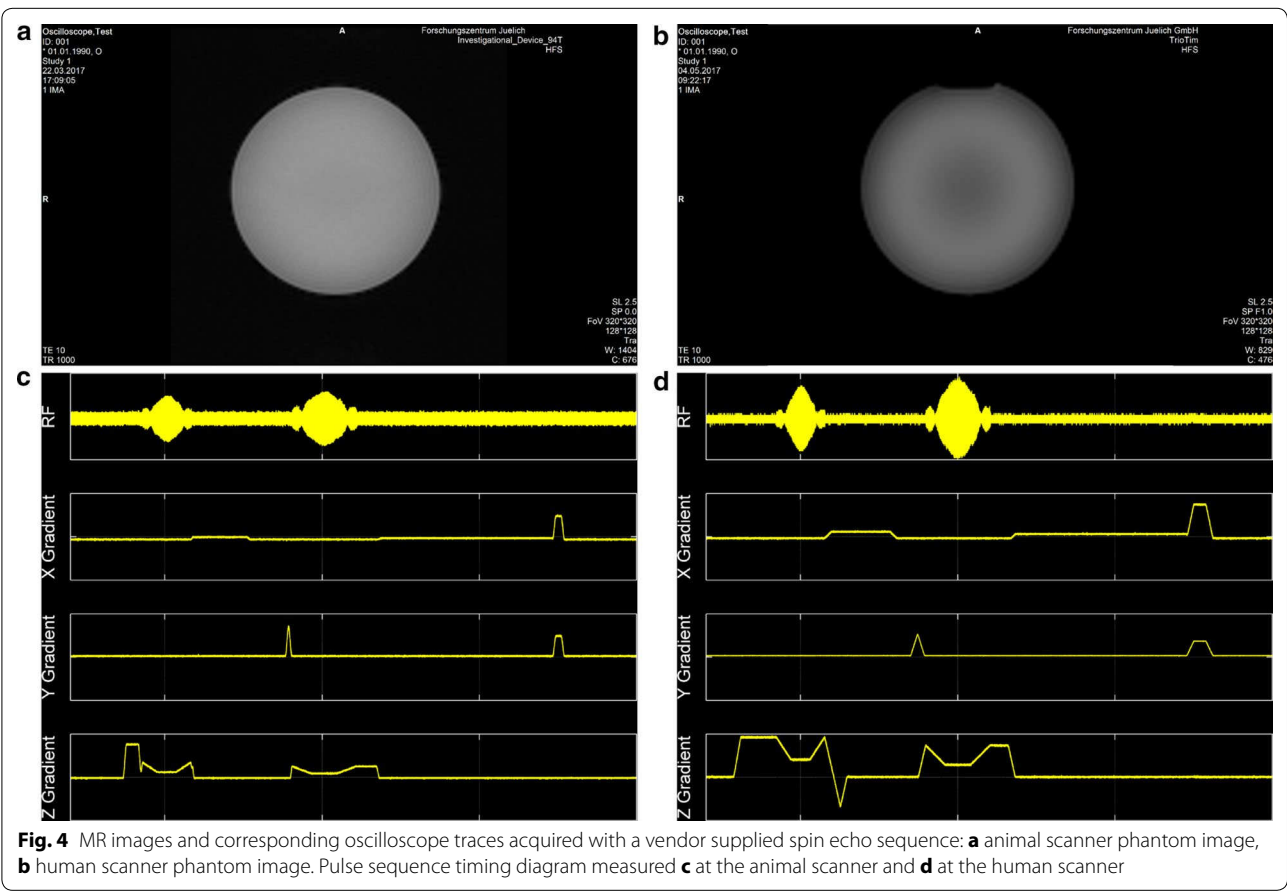 a
Oscilloscope,Test
ID: 001
* 01.01.1990, O
Study 1
22.03.2017
17:09:05
1 IMA
A
Forschungszentrum Juelich
Investigational_Device_94T
HFS
R
SL 2.5
SP 0.0
FoV 320*320
128*128
Tra
W: 1404
C: 676
TE 10
TR 1000
b
Oscilloscope,Test
ID: 001
* 01.01.1990, O
Study 1
04.05.2017
09:22:17
1 IMA
A
Forschungszentrum Juelich GmbH
TrioTim
HFS
R
SL 2.5
SP F1.0
FoV 320*320
128*128
Tra
W: 829
C: 476
TE 10
TR 1000
c
RF
X Gradient
Y Gradient
Z Gradient
d
RF
X Gradient
Y Gradient
Z Gradient
Fig. 4 MR images and corresponding oscilloscope traces acquired with a vendor supplied spin echo sequence: a animal scanner phantom image,
b human scanner phantom image. Pulse sequence timing diagram measured c at the animal scanner and d at the human scanner